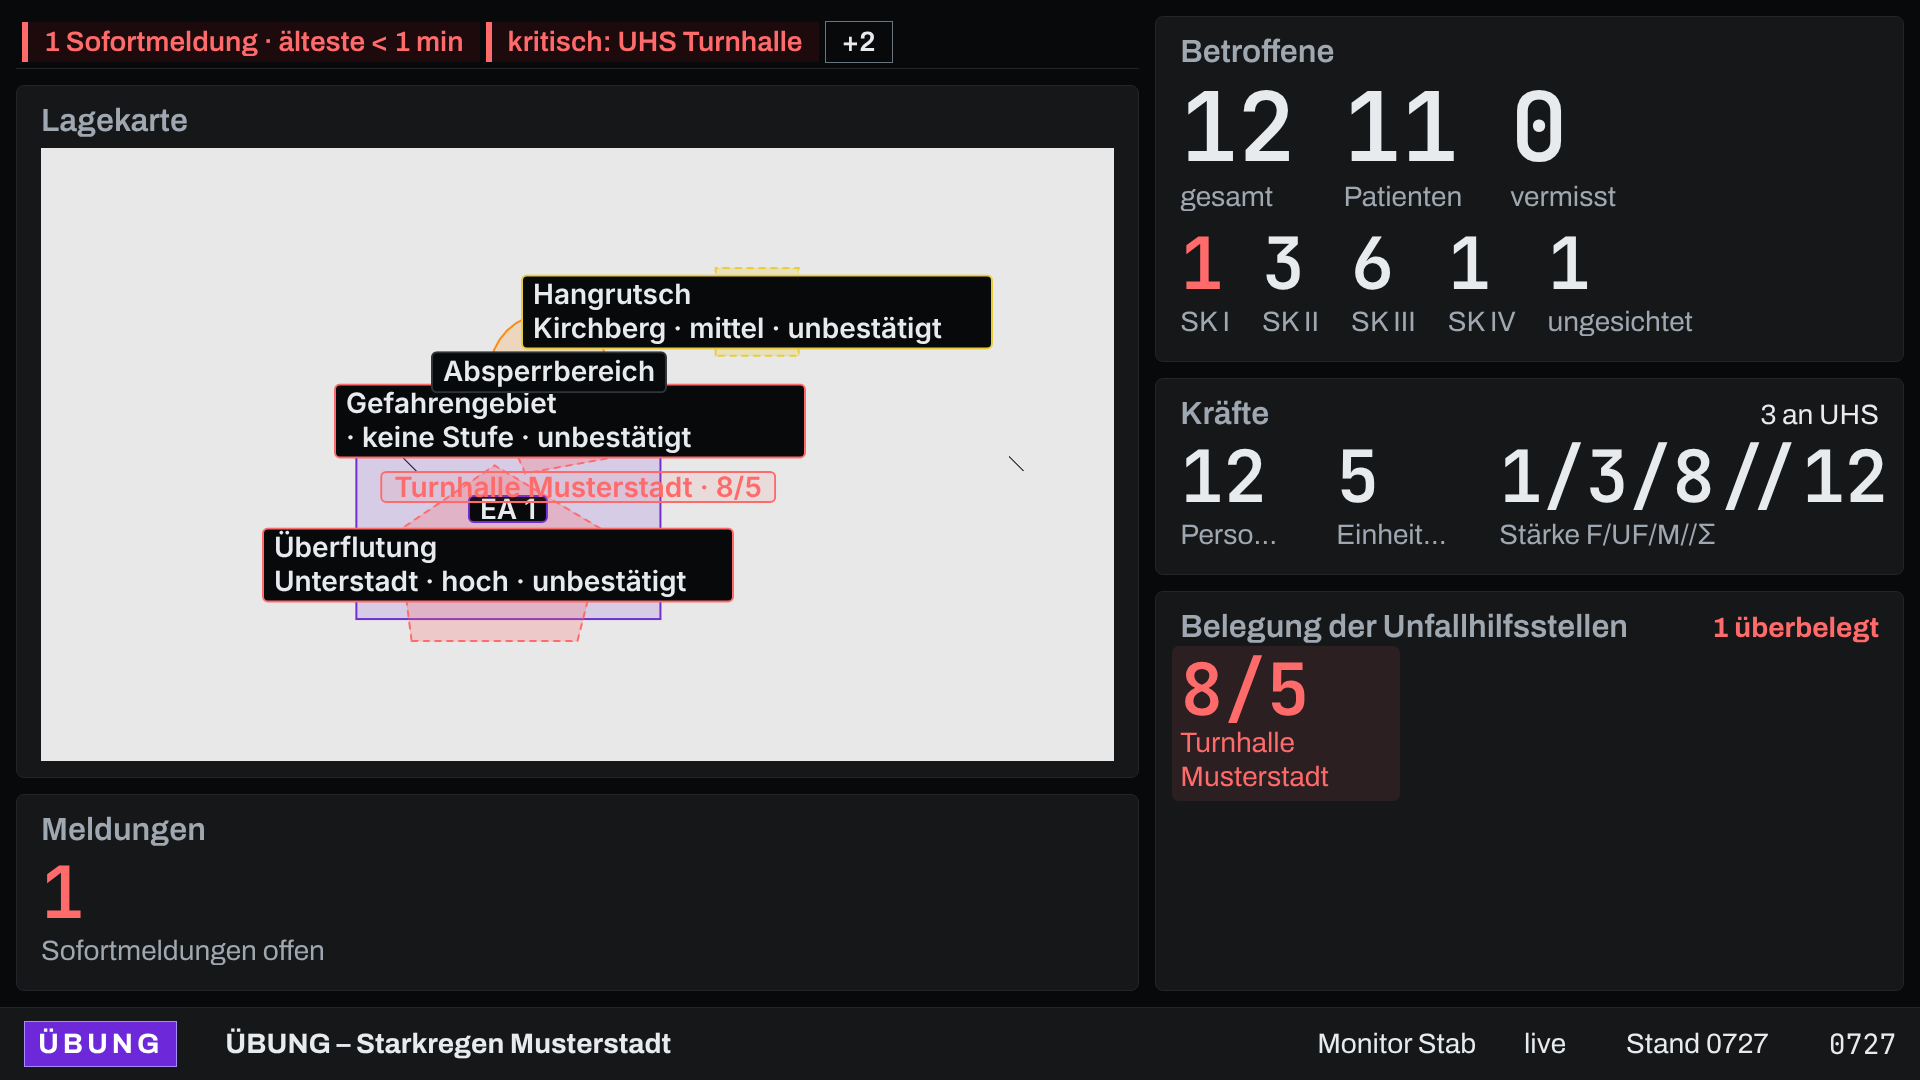 1 Sofortmeldung · älteste < 1 min
kritisch: UHS Turnhalle
+2
Lagekarte
Hangrutsch
Kirchberg · mittel · unbestätigt
Absperrbereich
Gefahrengebiet
· keine Stufe · unbestätigt
Turnhalle Musterstadt · 8/5
EA 1
Überflutung
Unterstadt · hoch · unbestätigt
Meldungen
1
Sofortmeldungen offen
Betroffene
12 11 0
gesamt Patienten vermisst
1 3 6 1 1
SK I SK II SK III SK IV ungesichtet
Kräfte 3 an UHS
12 5 1/3/8//12
Perso… Einheit… Stärke F/UF/M//Σ
Belegung der Unfallhilfsstellen 1 überbelegt
8/5
Turnhalle
Musterstadt
ÜBUNG ÜBUNG – Starkregen Musterstadt Monitor Stab live Stand 0727 0727